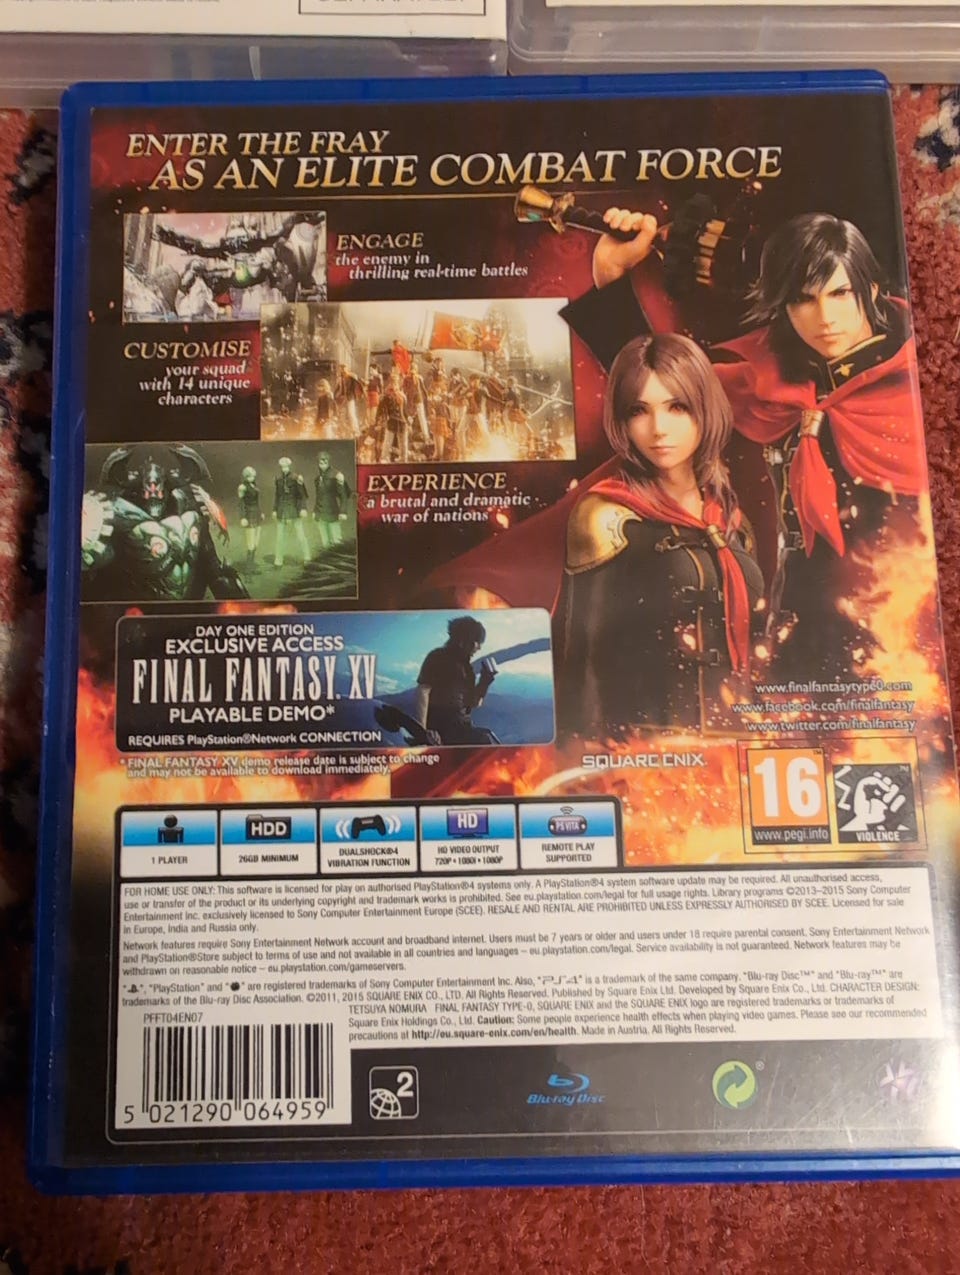 ENTER THE FRAY
AS AN ELITE COMBAT FORCE
ENGAGE
the enemy in
thrilling real-time battles
CUSTOMISE
your squad
with 14 unique
characters
EXPERIENCE
a brutal and dramatic
war of nations
DAY ONE EDITION
EXCLUSIVE ACCESS
FINAL FANTASY XV
PLAYABLE DEMO*
REQUIRES PlayStation®Network CONNECTION
* FINAL FANTASY XV demo release date is subject to change
and may not be available to download immediately.
www.finalfantasytype0.com
www.facebook.com/finalfantasy
www.twitter.com/finalfantasy
SQUARE ENIX.
16
www.pegi.info
VIOLENCE
1 PLAYER
HDD
26GB MINIMUM
DUALSHOCK®4
VIBRATION FUNCTION
HD
HD VIDEO OUTPUT
720P • 1080i • 1080P
PS VITA
REMOTE PLAY
SUPPORTED
FOR HOME USE ONLY: This software is licensed for play on authorised PlayStation®4 systems only. A PlayStation®4 system software update may be required. All unauthorised access,
use or transfer of the product or its underlying copyright and trademark works is prohibited. See eu.playstation.com/legal for full usage rights. Library programs ©2013–2015 Sony Computer
Entertainment Inc. exclusively licensed to Sony Computer Entertainment Europe (SCEE). RESALE AND RENTAL ARE PROHIBITED UNLESS EXPRESSLY AUTHORISED BY SCEE. Licensed for sale
in Europe, India and Russia only.
Network features require Sony Entertainment Network account and broadband internet. Users must be 7 years or older and users under 18 require parental consent. Sony Entertainment Network
and PlayStation®Store subject to terms of use and not available in all countries and languages – eu.playstation.com/legal. Service availability is not guaranteed. Network features may be
withdrawn on reasonable notice – eu.playstation.com/gameservers.
"PlayStation" and are registered trademarks of Sony Computer Entertainment Inc. Also, "PS4" is a trademark of the same company. "Blu-ray Disc™" and "Blu-ray™" are
trademarks of the Blu-ray Disc Association. ©2011, 2015 SQUARE ENIX CO., LTD. All Rights Reserved. Published by Square Enix Ltd. Developed by Square Enix Co., Ltd. CHARACTER DESIGN:
TETSUYA NOMURA FINAL FANTASY TYPE-0, SQUARE ENIX and the SQUARE ENIX logo are registered trademarks or trademarks of
Square Enix Holdings Co., Ltd. Caution: Some people experience health effects when playing video games. Please see our recommended
precautions at http://eu.square-enix.com/en/health. Made in Austria. All Rights Reserved.
PFFT04EN07
5 021290 064959
2
Blu-ray Disc
®